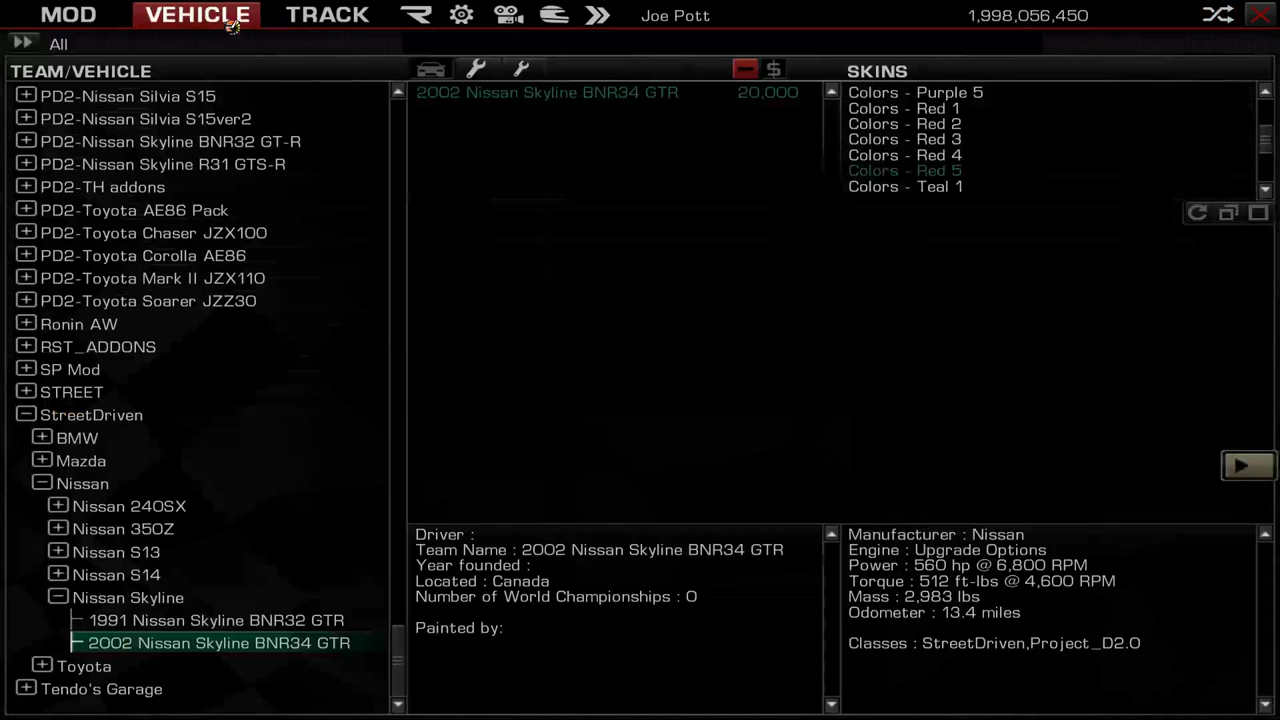 MOD VEHICLE TRACK Joe Pott 1,998,056,450
All
TEAM/VEHICLE
PD2-Nissan Silvia S15
PD2-Nissan Silvia S15ver2
PD2-Nissan Skyline BNR32 GT-R
PD2-Nissan Skyline R31 GTS-R
PD2-TH addons
PD2-Toyota AE86 Pack
PD2-Toyota Chaser JZX100
PD2-Toyota Corolla AE86
PD2-Toyota Mark II JZX110
PD2-Toyota Soarer JZZ30
Ronin AW
RST_ADDONS
SP Mod
STREET
StreetDriven
BMW
Mazda
Nissan
Nissan 240SX
Nissan 350Z
Nissan S13
Nissan S14
Nissan Skyline
1991 Nissan Skyline BNR32 GTR
2002 Nissan Skyline BNR34 GTR
Toyota
Tendo's Garage
$
2002 Nissan Skyline BNR34 GTR 20,000
SKINS
Colors - Purple 5
Colors - Red 1
Colors - Red 2
Colors - Red 3
Colors - Red 4
Colors - Red 5
Colors - Teal 1
Driver :
Team Name : 2002 Nissan Skyline BNR34 GTR
Year founded :
Located : Canada
Number of World Championships : 0
Painted by:
Manufacturer : Nissan
Engine : Upgrade Options
Power : 560 hp @ 6,800 RPM
Torque : 512 ft-lbs @ 4,600 RPM
Mass : 2,983 lbs
Odometer : 13.4 miles
Classes : StreetDriven,Project_D2.0